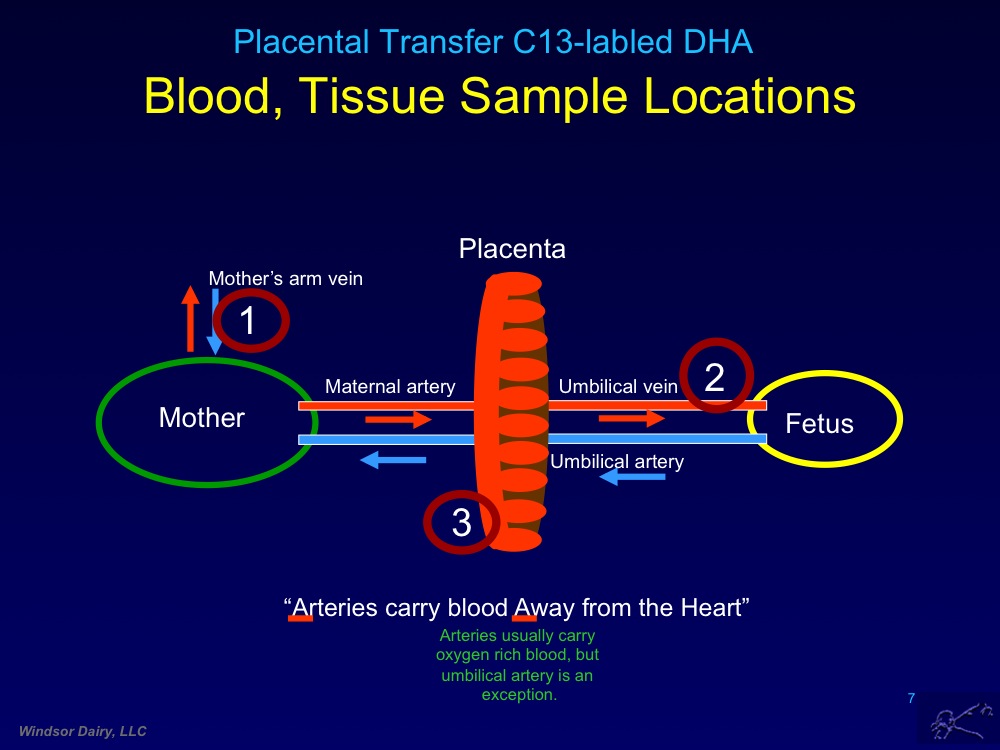 Placental Transfer C13-labled DHA
Blood, Tissue Sample Locations
Placenta
Mother’s arm vein
1
Maternal artery
Umbilical vein
2
Mother
Fetus
Umbilical artery
3
“Arteries carry blood Away from the Heart”
Arteries usually carry
oxygen rich blood, but
umbilical artery is an
exception.
7
Windsor Dairy, LLC